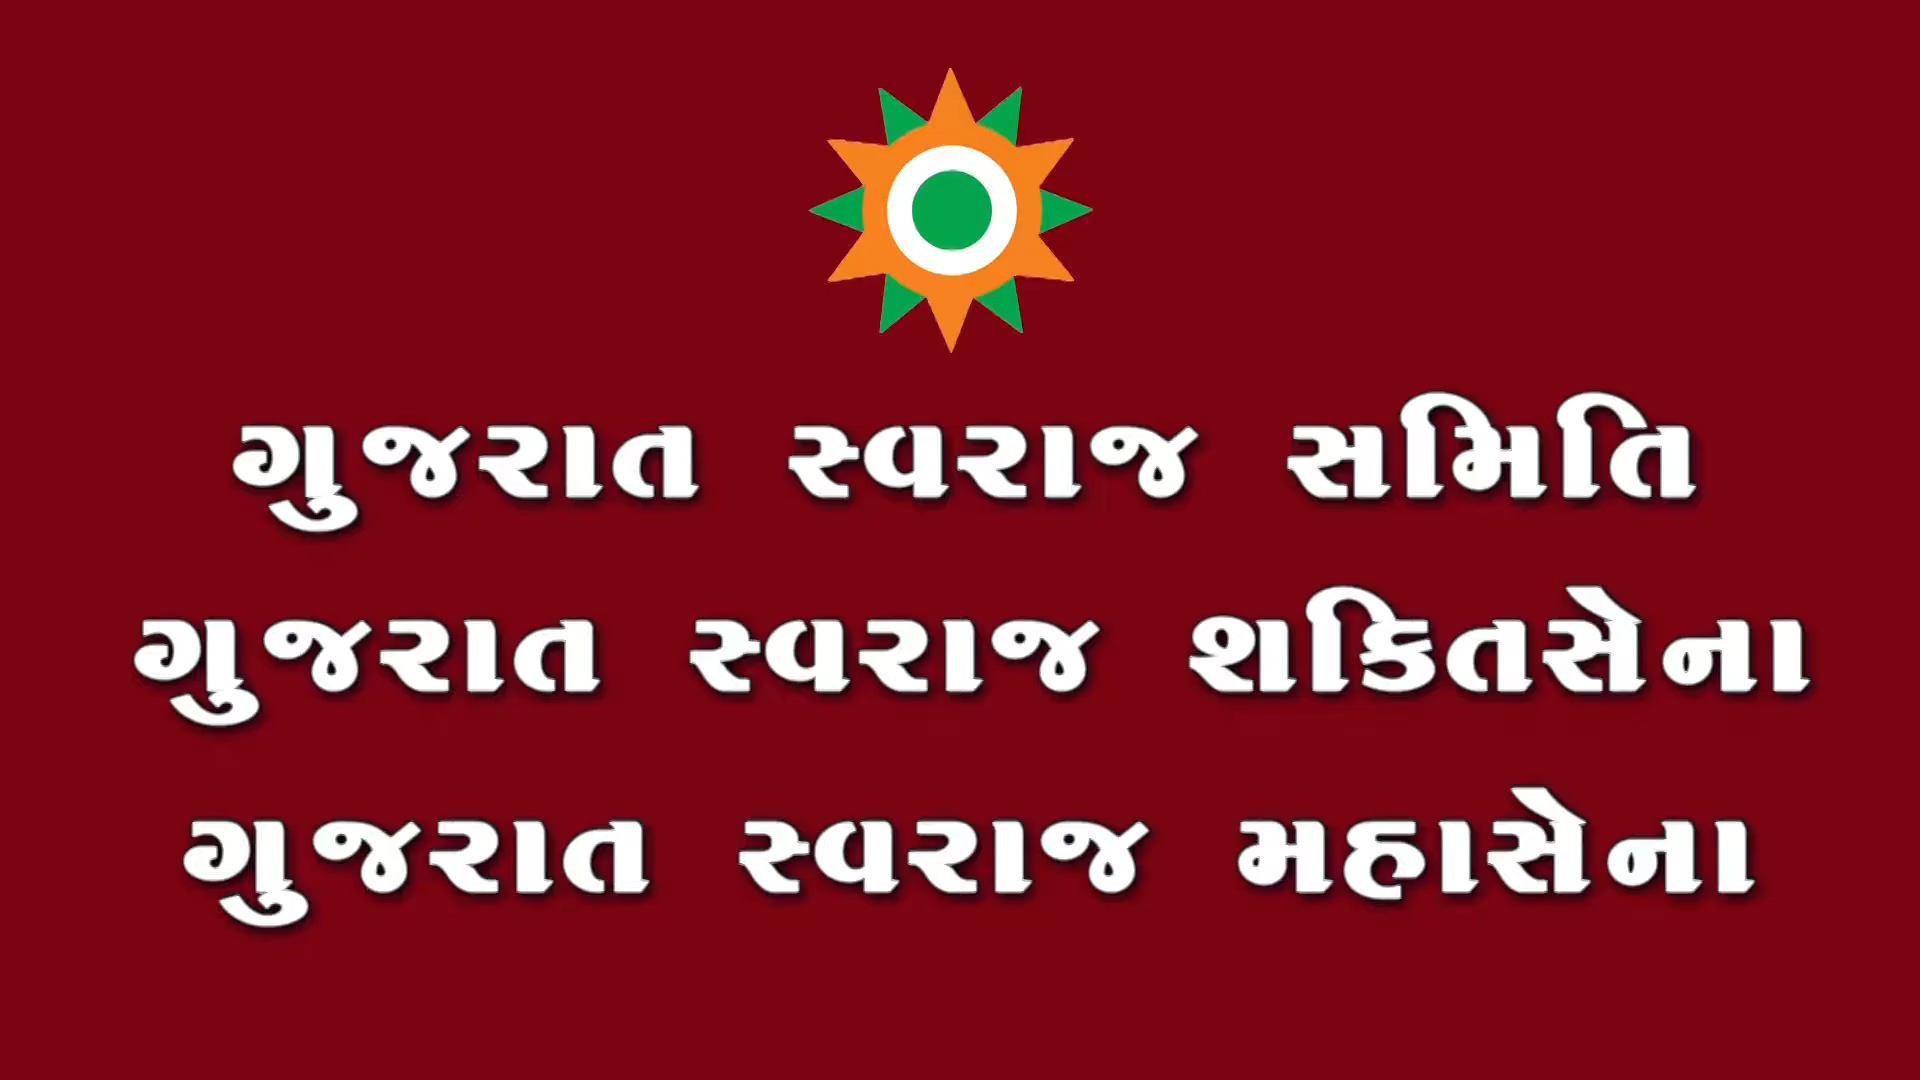 ગુજરાત સ્વરાજ સમિતિ
ગુજરાત સ્વરાજ શકિતસેના
ગુજરાત સ્વરાજ મહાસેના